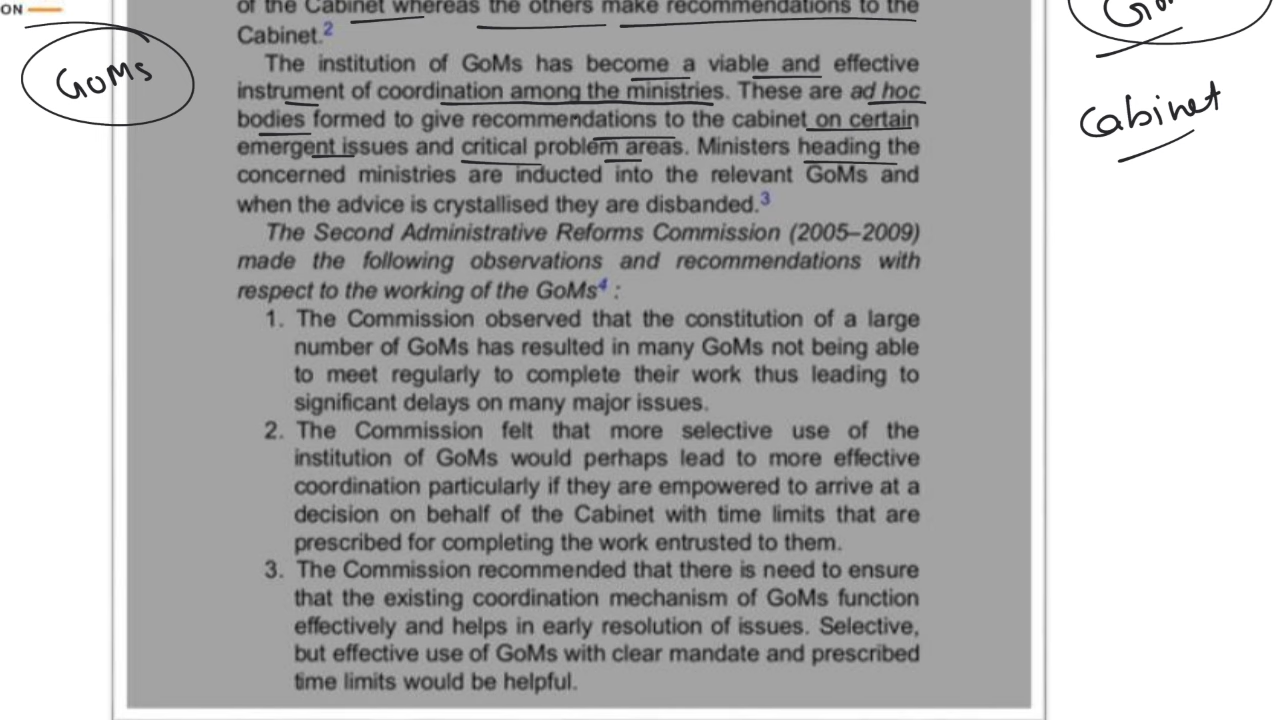 ON
of the Cabinet whereas the others make recommendations to the
Cabinet.2
The institution of GoMs has become a viable and effective
instrument of coordination among the ministries. These are ad hoc
bodies formed to give recommendations to the cabinet on certain
emergent issues and critical problem areas. Ministers heading the
concerned ministries are inducted into the relevant GoMs and
when the advice is crystallised they are disbanded.3
The Second Administrative Reforms Commission (2005–2009)
made the following observations and recommendations with
respect to the working of the GoMs4 :
1. The Commission observed that the constitution of a large
number of GoMs has resulted in many GoMs not being able
to meet regularly to complete their work thus leading to
significant delays on many major issues.
2. The Commission felt that more selective use of the
institution of GoMs would perhaps lead to more effective
coordination particularly if they are empowered to arrive at a
decision on behalf of the Cabinet with time limits that are
prescribed for completing the work entrusted to them.
3. The Commission recommended that there is need to ensure
that the existing coordination mechanism of GoMs function
effectively and helps in early resolution of issues. Selective,
but effective use of GoMs with clear mandate and prescribed
time limits would be helpful.
GoMs
Cabinet